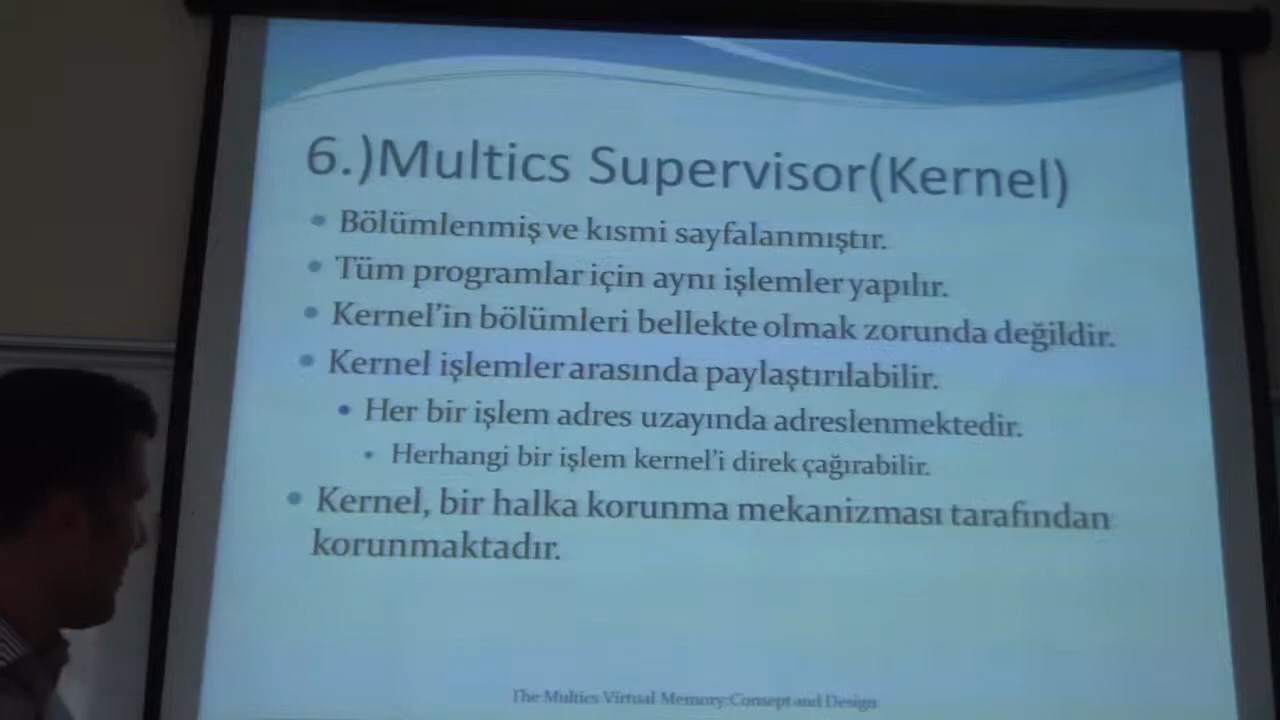 6.)Multics Supervisor(Kernel)
Bölümlenmiş ve kısmi sayfalanmıştır.
Tüm programlar için aynı işlemler yapılır.
Kernel'in bölümleri bellekte olmak zorunda değildir.
Kernel işlemler arasında paylaştırılabilir.
Her bir işlem adres uzayında adreslenmektedir.
Herhangi bir işlem kernel'i direk çağırabilir.
Kernel, bir halka korunma mekanizması tarafından
korunmaktadır.
The Multics Virtual Memory:Consept and Design